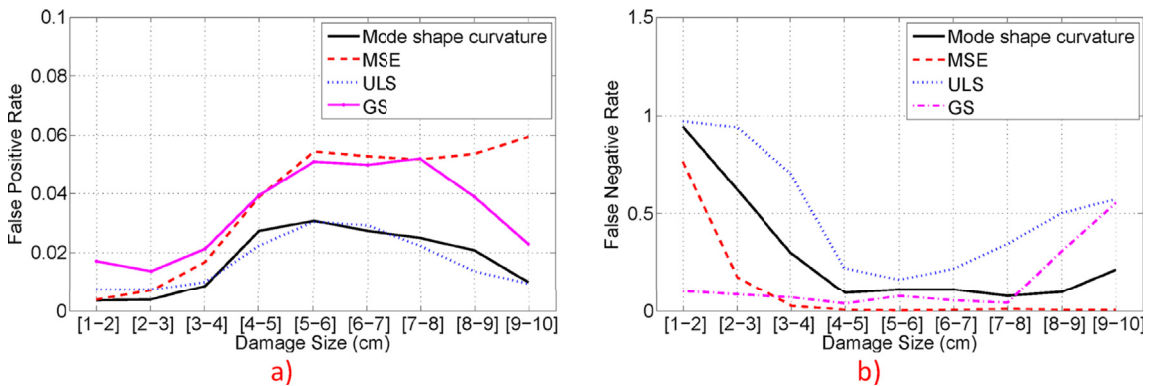 0.1
0.08
0.06
0.04
0.02
0
False Positive Rate
Mode shape curvature
MSE
ULS
GS
[1−2] [2−3] [3−4] [4−5] [5−6] [6−7] [7−8] [8−9] [9−10]
Damage Size (cm)
a)
1.5
1
0.5
0
False Negative Rate
Mode shape curvature
MSE
ULS
GS
[1−2] [2−3] [3−4] [4−5] [5−6] [6−7] [7−8] [8−9] [9−10]
Damage Size (cm)
b)